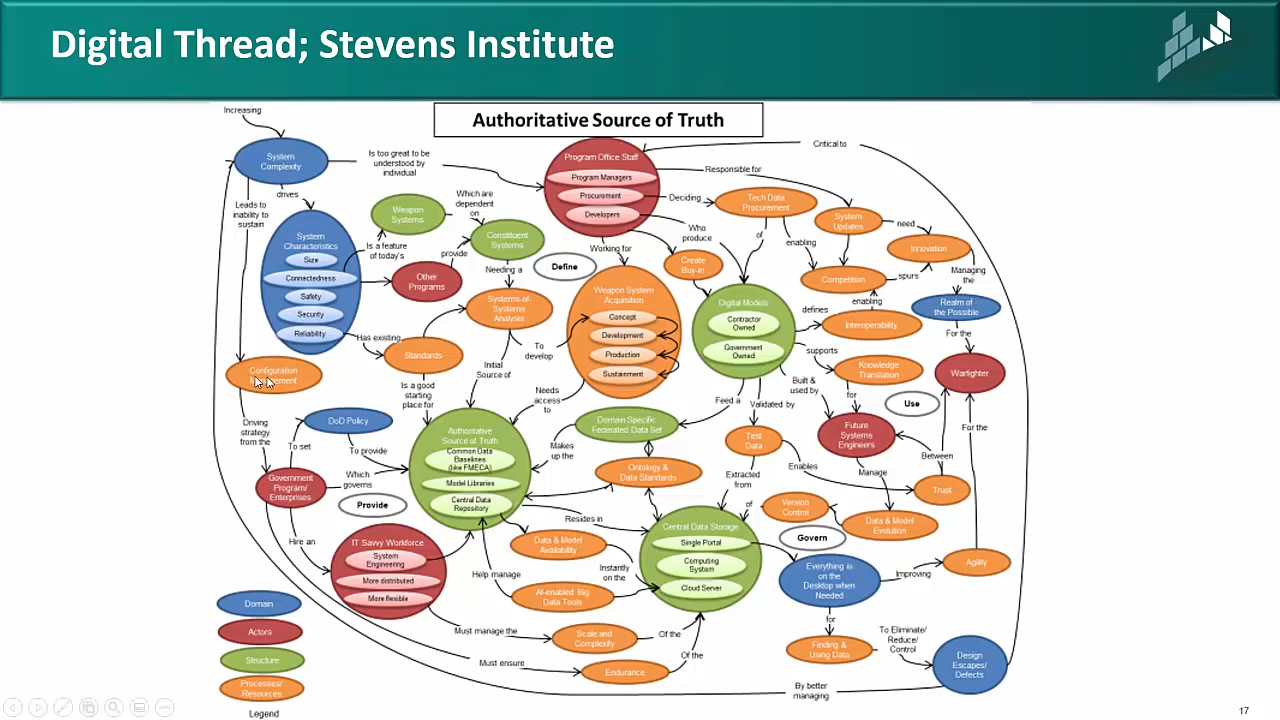 Digital Thread; Stevens Institute
Authoritative Source of Truth
Increasing
System
Complexity
Is too great to be
understood by
individual
Program Office Staff
Program Managers
Procurement
Developers
Critical to
Responsible for
Deciding
Tech Data
Procurement
System
Updates
need
Innovation
drives
Leads to
inability to
sustain
Weapon
Systems
Which are
dependent
on
Constituent
Systems
Who
produce
of
enabling
Competition
spurs
Managing
the
System
Characteristics
Size
Connectedness
Safety
Security
Reliability
Is a feature
of today's
provide
Other
Programs
Needing a
Define
Working for
Create
Buy-in
Weapon System
Acquisition
Concept
Development
Production
Sustainment
Digital Models
Contractor
Owned
Government
Owned
defines
enabling
Interoperability
Realm of
the Possible
For the
Systems-of-
Systems
Analysis
To
develop
Has existing
Standards
Initial
Source of
supports
Knowledge
Translation
Warfighter
Configuration
Is a good
starting
place for
Needs
access
to
Built &
used by
for
Use
Feed a
Validated by
Driving
strategy
from the
DoD Policy
To set
To provide
Which
governs
Government
Program/
Enterprises
Provide
Authoritative
Source of Truth
Common Data
Baselines
(like FMECA)
Model Libraries
Central Data
Repository
Makes
up the
Domain Specific
Federated Data Set
Ontology &
Data Standards
Test
Data
Extracted
from
Enables
Future
Systems
Engineers
Manage
Between
For the
Trust
Hire an
IT Savvy Workforce
System
Engineering
More distributed
More flexible
Resides in
Data & Model
Availability
Help manage
Instantly
on the
AI-enabled Big
Data Tools
Central Data Storage
Single Portal
Computing
System
Cloud Server
of
Version
Control
Data & Model
Evolution
Govern
Everything is
on the
Desktop when
Needed
Improving
Agility
Must manage the
Scale and
Complexity
Of the
for
Finding &
Using Data
To Eliminate/
Reduce/
Control
Design
Escapes/
Defects
Must ensure
Endurance
Of the
By better
managing
Domain
Actors
Structure
Processes/
Resources
Legend
17